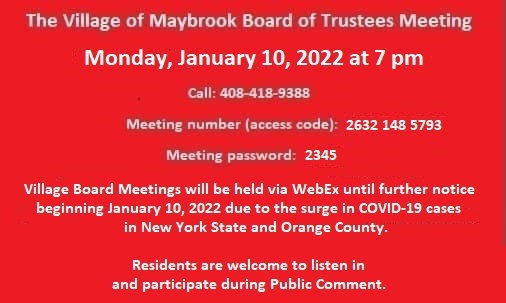 The Village of Maybrook Board of Trustees Meeting
Monday, January 10, 2022 at 7 pm
Call: 408-418-9388
Meeting number (access code): 2632 148 5793
Meeting password: 2345
Village Board Meetings will be held via WebEx until further notice
beginning January 10, 2022 due to the surge in COVID-19 cases
in New York State and Orange County.
Residents are welcome to listen in
and participate during Public Comment.